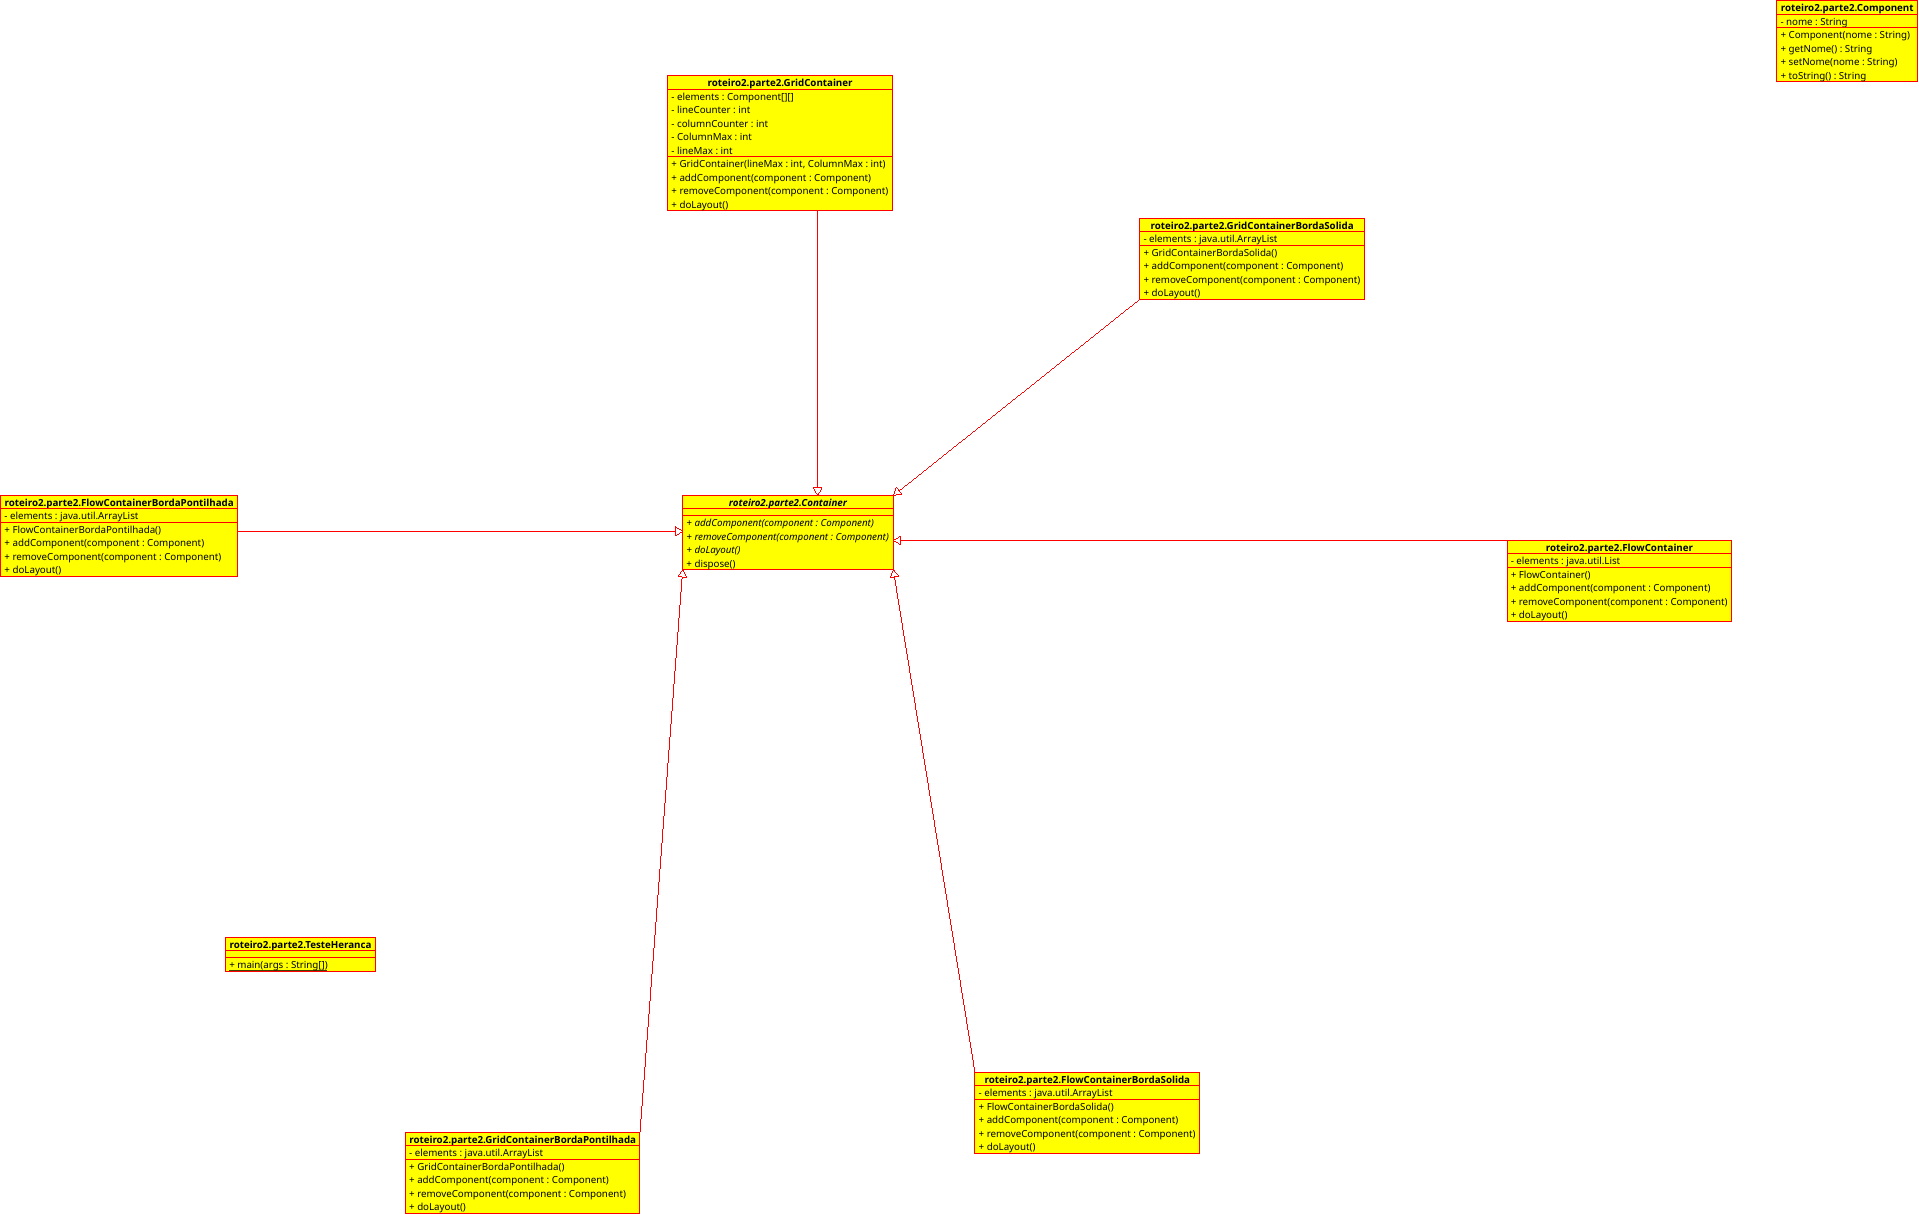 roteiro2.parte2.Component
- nome : String
+ Component(nome : String)
+ getNome() : String
+ setNome(nome : String)
+ toString() : String
roteiro2.parte2.GridContainer
- elements : Component[][]
- lineCounter : int
- columnCounter : int
- ColumnMax : int
- lineMax : int
+ GridContainer(lineMax : int, ColumnMax : int)
+ addComponent(component : Component)
+ removeComponent(component : Component)
+ doLayout()
roteiro2.parte2.GridContainerBordaSolida
- elements : java.util.ArrayList
+ GridContainerBordaSolida()
+ addComponent(component : Component)
+ removeComponent(component : Component)
+ doLayout()
roteiro2.parte2.FlowContainerBordaPontilhada
- elements : java.util.ArrayList
+ FlowContainerBordaPontilhada()
+ addComponent(component : Component)
+ removeComponent(component : Component)
+ doLayout()
roteiro2.parte2.Container
+ addComponent(component : Component)
+ removeComponent(component : Component)
+ doLayout()
+ dispose()
roteiro2.parte2.FlowContainer
- elements : java.util.List
+ FlowContainer()
+ addComponent(component : Component)
+ removeComponent(component : Component)
+ doLayout()
roteiro2.parte2.TesteHeranca
+ main(args : String[])
roteiro2.parte2.FlowContainerBordaSolida
- elements : java.util.ArrayList
+ FlowContainerBordaSolida()
+ addComponent(component : Component)
+ removeComponent(component : Component)
+ doLayout()
roteiro2.parte2.GridContainerBordaPontilhada
- elements : java.util.ArrayList
+ GridContainerBordaPontilhada()
+ addComponent(component : Component)
+ removeComponent(component : Component)
+ doLayout()